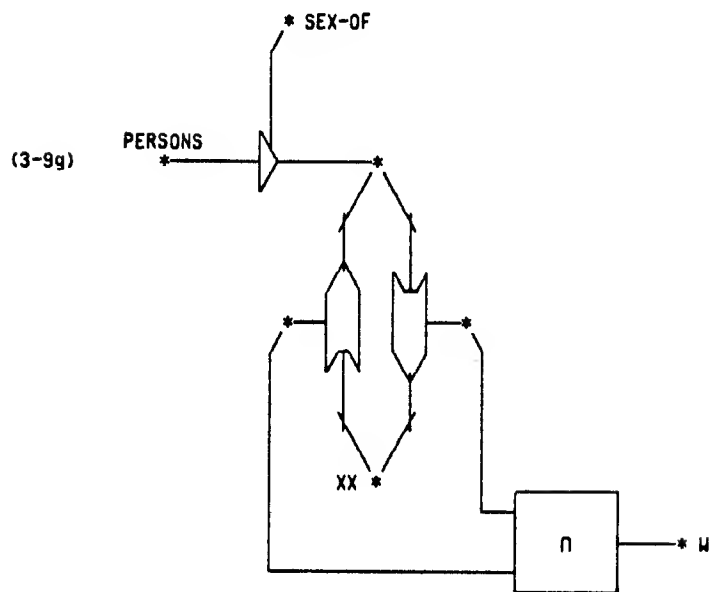 * SEX-OF
PERSONS
(3-9g) * *
* *
XX *
∩ * W